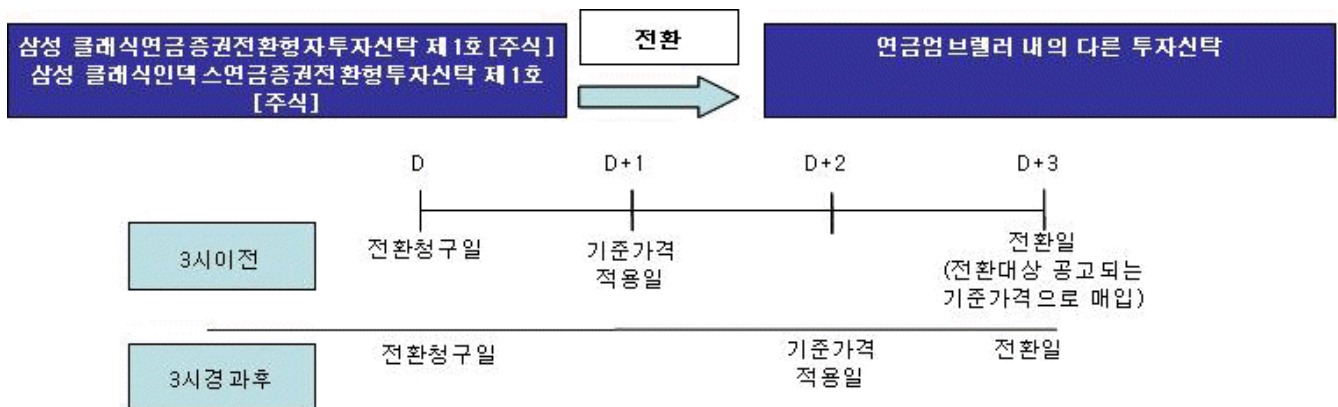 삼성 클래식연금증권전환형자투자신탁 제1호[주식]
삼성 클래식인덱스연금증권전환형투자신탁 제1호
[주식]
전환
연금엄브렐러 내의 다른 투자신탁
D
D+1
D+2
D+3
3시이전
전환청구일
기준가격
적용일
전환일
(전환대상 공고되는
기준가격으로 매입)
3시경과후
전환청구일
기준가격
적용일
전환일